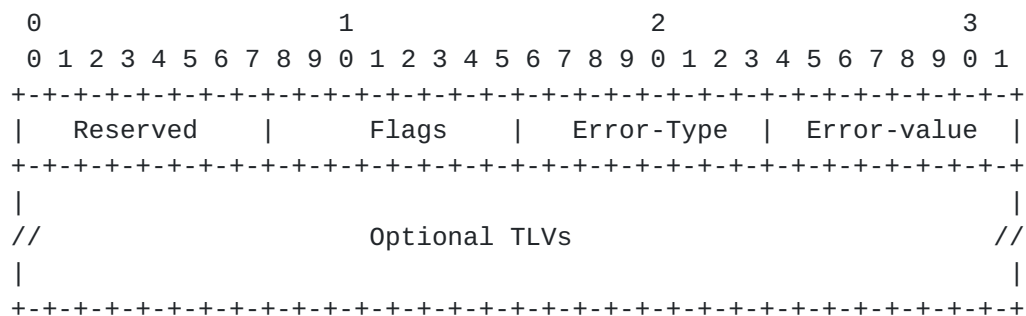 0                   1                   2                   3
 0 1 2 3 4 5 6 7 8 9 0 1 2 3 4 5 6 7 8 9 0 1 2 3 4 5 6 7 8 9 0 1
+-+-+-+-+-+-+-+-+-+-+-+-+-+-+-+-+-+-+-+-+-+-+-+-+-+-+-+-+-+-+-+-+
|   Reserved    |      Flags    |   Error-Type  |  Error-value  |
+-+-+-+-+-+-+-+-+-+-+-+-+-+-+-+-+-+-+-+-+-+-+-+-+-+-+-+-+-+-+-+-+
|                                                               |
//                     Optional TLVs                           //
|                                                               |
+-+-+-+-+-+-+-+-+-+-+-+-+-+-+-+-+-+-+-+-+-+-+-+-+-+-+-+-+-+-+-+-+